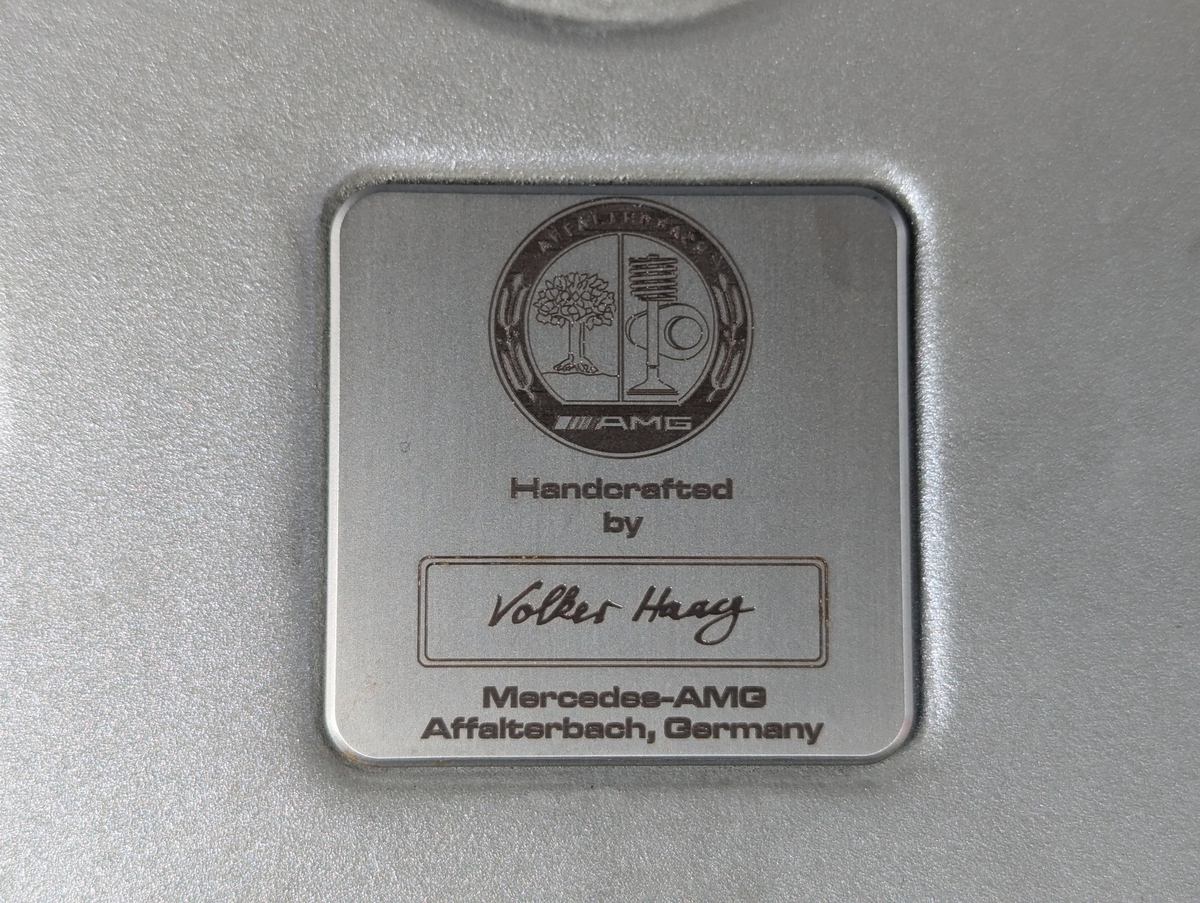 AFFALTERBACH
AMG
Handcrafted
by
Volker Haag
Mercedes-AMG
Affalterbach, Germany